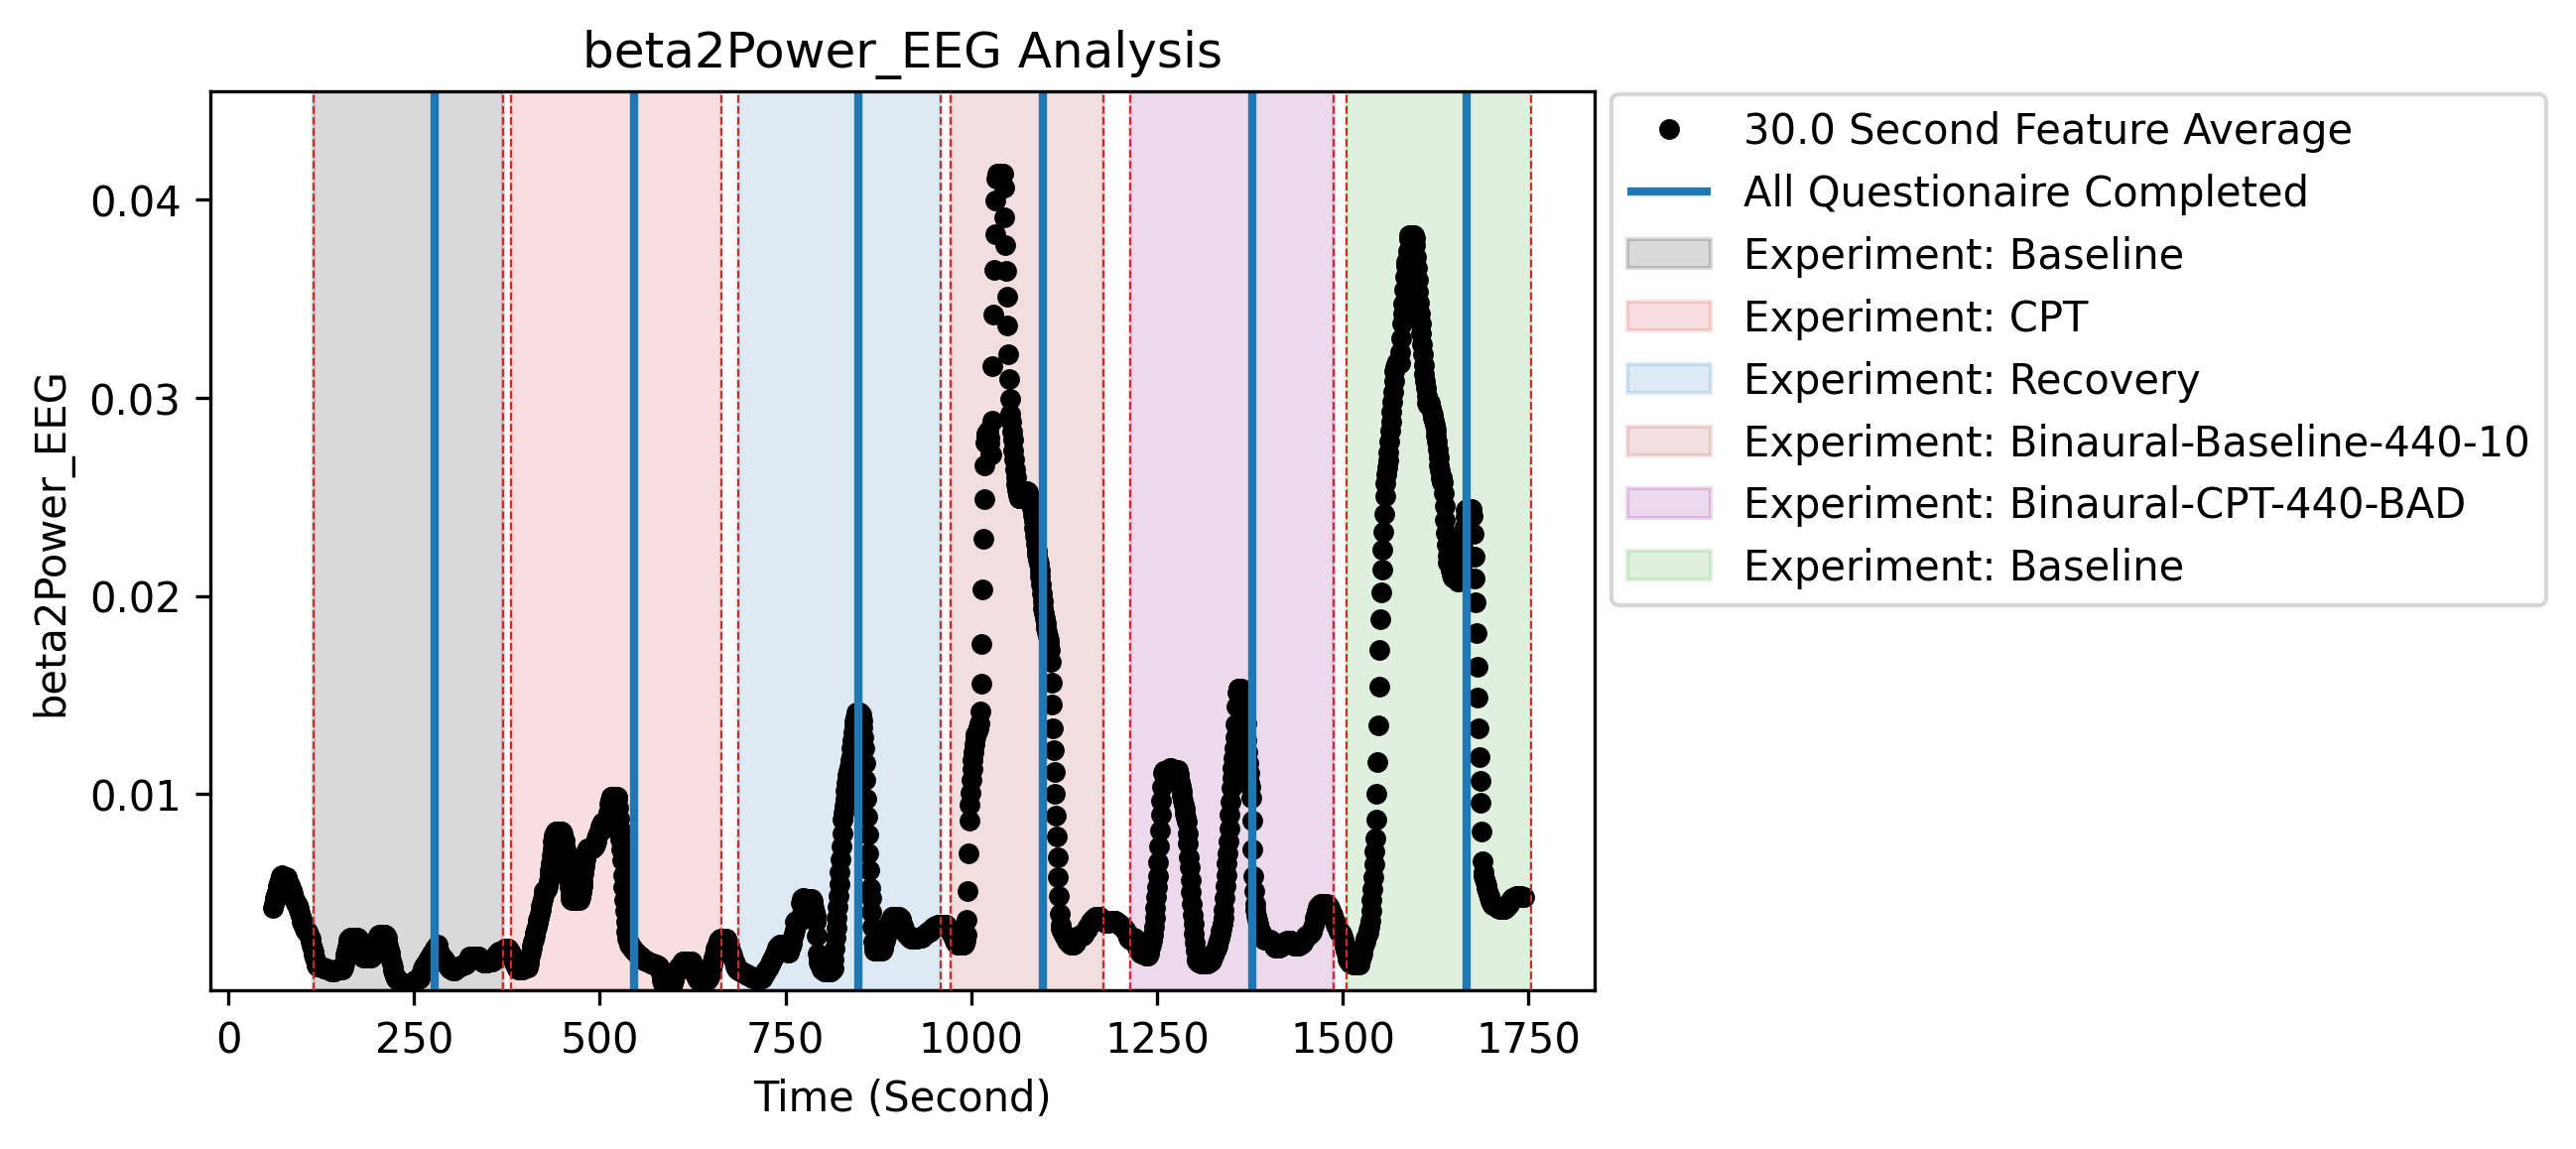 beta2Power_EEG Analysis
beta2Power_EEG
0.04
0.03
0.02
0.01
0 250 500 750 1000 1250 1500 1750
Time (Second)
30.0 Second Feature Average
All Questionaire Completed
Experiment: Baseline
Experiment: CPT
Experiment: Recovery
Experiment: Binaural-Baseline-440-10
Experiment: Binaural-CPT-440-BAD
Experiment: Baseline